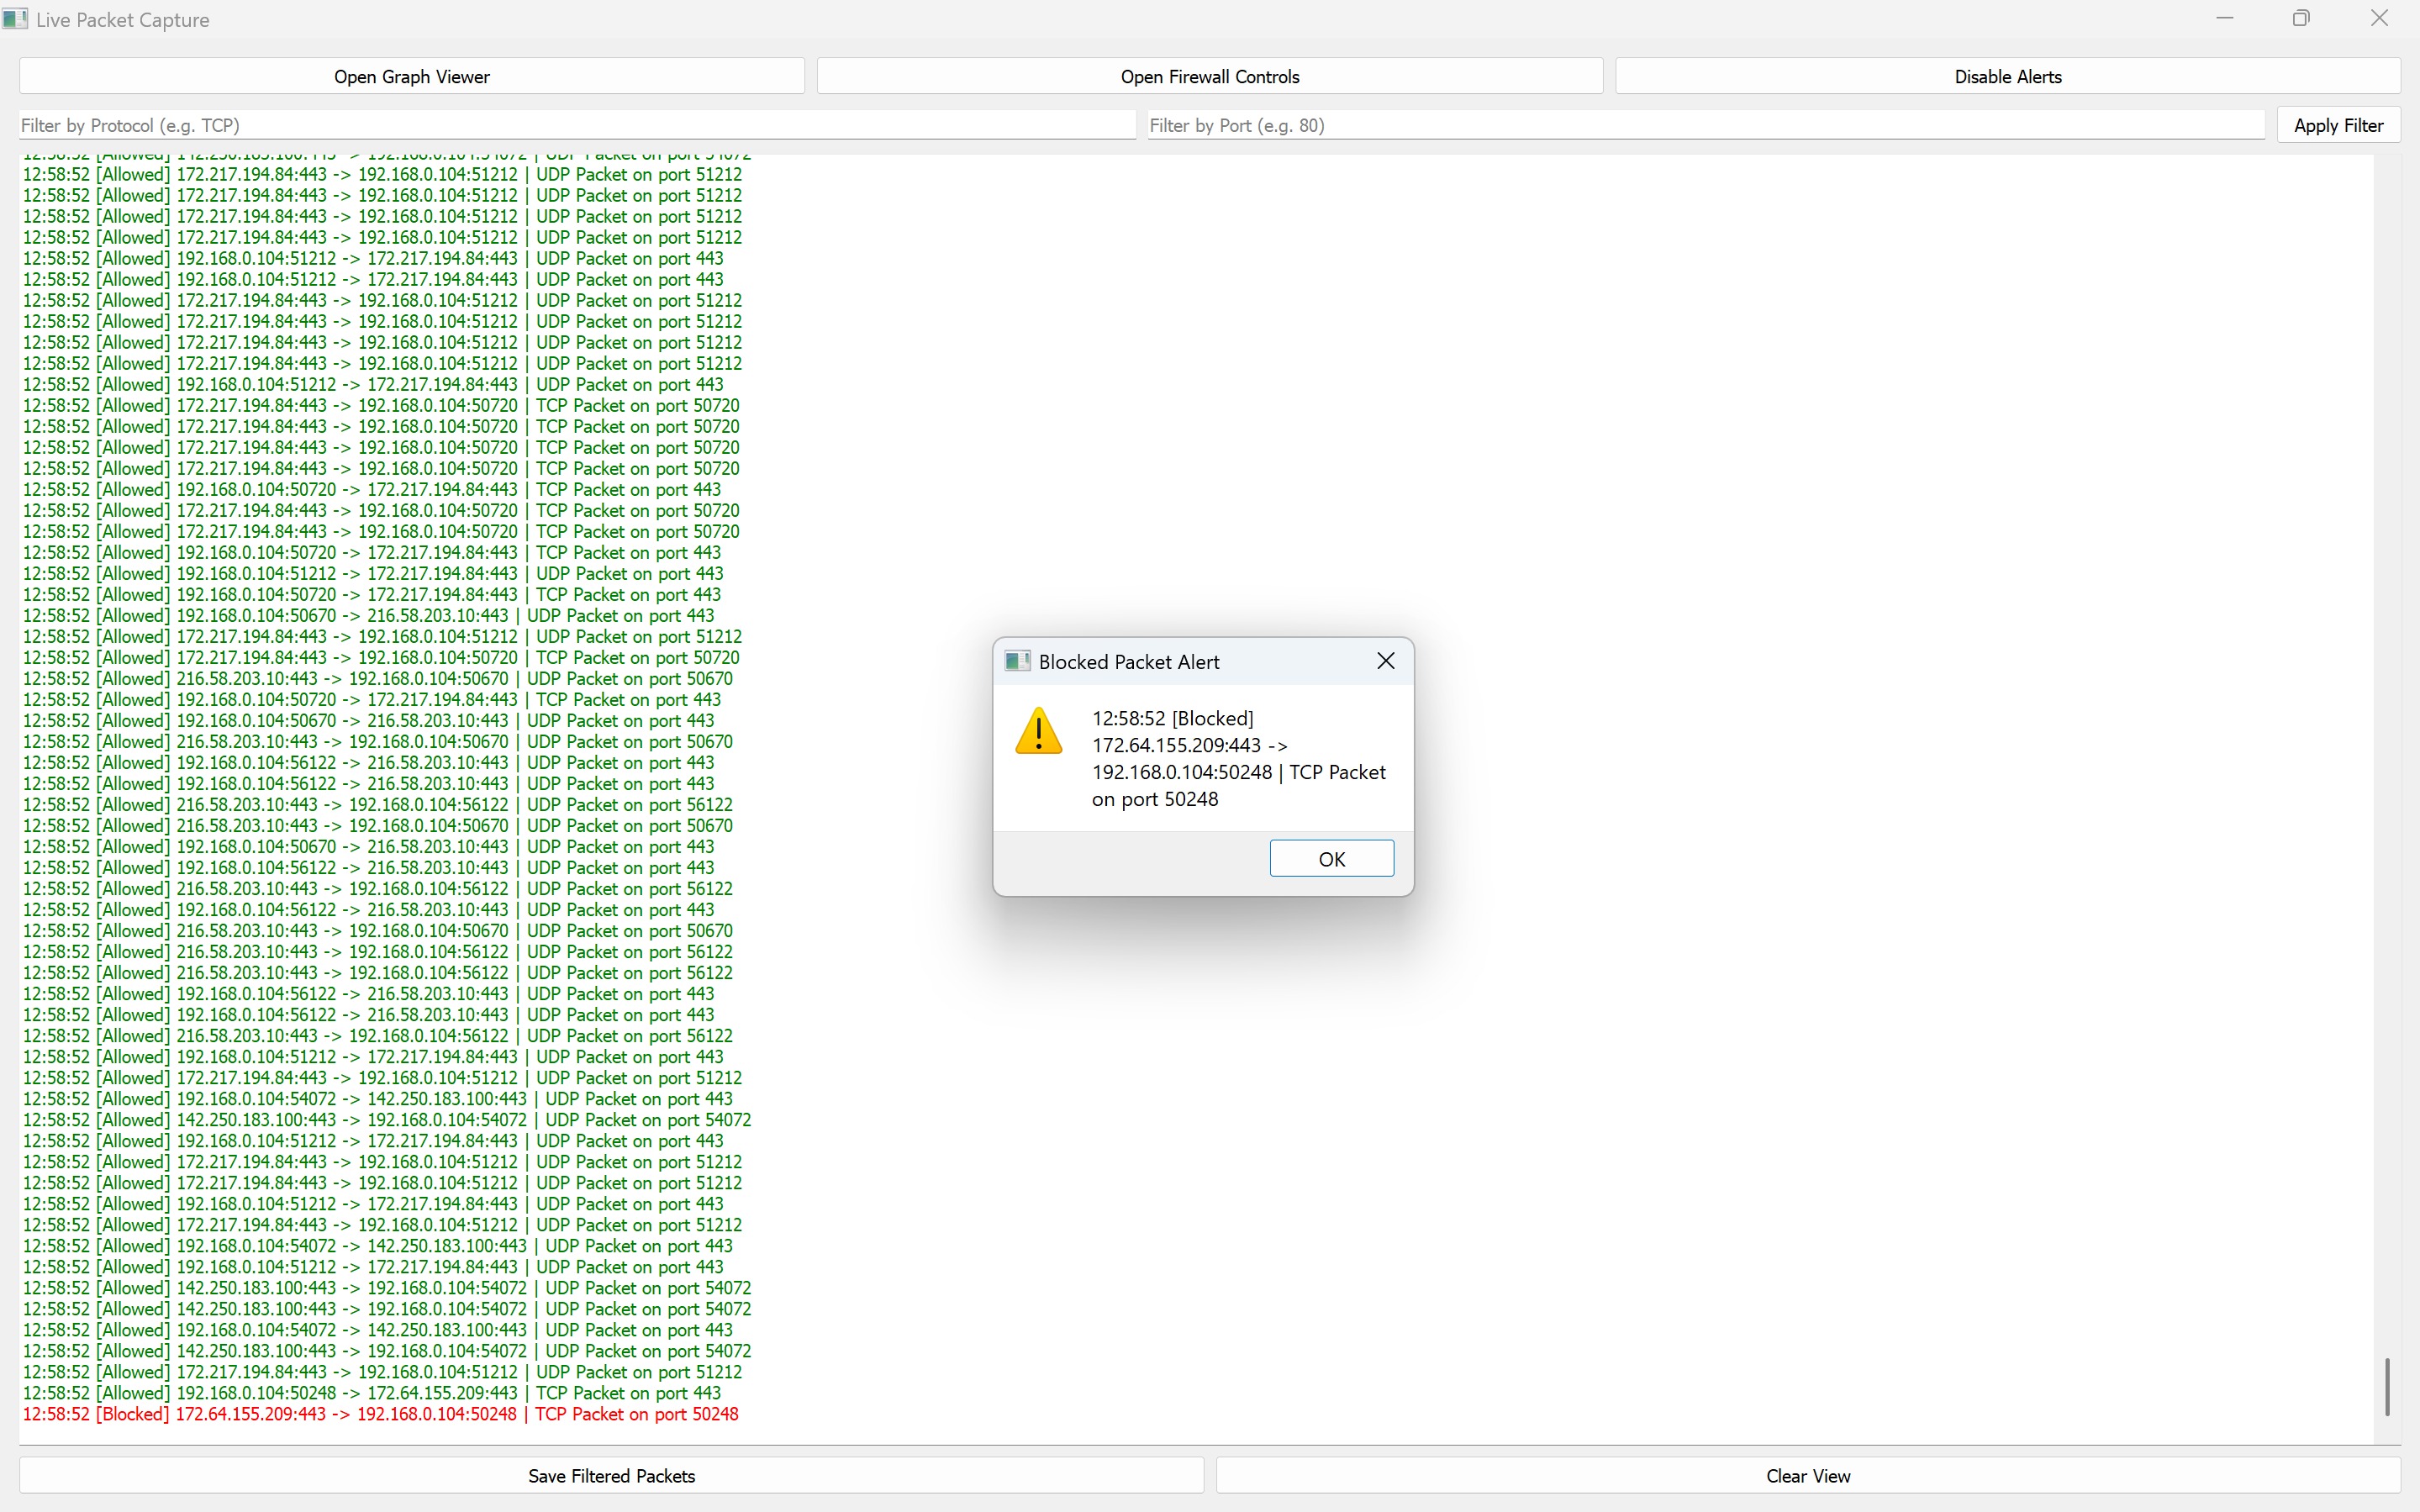 Live Packet Capture
Open Graph Viewer
Open Firewall Controls
Disable Alerts
Filter by Protocol (e.g. TCP)
Filter by Port (e.g. 80)
Apply Filter
12:58:52 [Allowed] 142.250.183.100:443 -> 192.168.0.104:54072 | UDP Packet on port 54072
12:58:52 [Allowed] 172.217.194.84:443 -> 192.168.0.104:51212 | UDP Packet on port 51212
12:58:52 [Allowed] 172.217.194.84:443 -> 192.168.0.104:51212 | UDP Packet on port 51212
12:58:52 [Allowed] 172.217.194.84:443 -> 192.168.0.104:51212 | UDP Packet on port 51212
12:58:52 [Allowed] 172.217.194.84:443 -> 192.168.0.104:51212 | UDP Packet on port 51212
12:58:52 [Allowed] 192.168.0.104:51212 -> 172.217.194.84:443 | UDP Packet on port 443
12:58:52 [Allowed] 192.168.0.104:51212 -> 172.217.194.84:443 | UDP Packet on port 443
12:58:52 [Allowed] 172.217.194.84:443 -> 192.168.0.104:51212 | UDP Packet on port 51212
12:58:52 [Allowed] 172.217.194.84:443 -> 192.168.0.104:51212 | UDP Packet on port 51212
12:58:52 [Allowed] 172.217.194.84:443 -> 192.168.0.104:51212 | UDP Packet on port 51212
12:58:52 [Allowed] 172.217.194.84:443 -> 192.168.0.104:51212 | UDP Packet on port 51212
12:58:52 [Allowed] 192.168.0.104:51212 -> 172.217.194.84:443 | UDP Packet on port 443
12:58:52 [Allowed] 172.217.194.84:443 -> 192.168.0.104:50720 | TCP Packet on port 50720
12:58:52 [Allowed] 172.217.194.84:443 -> 192.168.0.104:50720 | TCP Packet on port 50720
12:58:52 [Allowed] 172.217.194.84:443 -> 192.168.0.104:50720 | TCP Packet on port 50720
12:58:52 [Allowed] 172.217.194.84:443 -> 192.168.0.104:50720 | TCP Packet on port 50720
12:58:52 [Allowed] 192.168.0.104:50720 -> 172.217.194.84:443 | TCP Packet on port 443
12:58:52 [Allowed] 172.217.194.84:443 -> 192.168.0.104:50720 | TCP Packet on port 50720
12:58:52 [Allowed] 172.217.194.84:443 -> 192.168.0.104:50720 | TCP Packet on port 50720
12:58:52 [Allowed] 192.168.0.104:50720 -> 172.217.194.84:443 | TCP Packet on port 443
12:58:52 [Allowed] 192.168.0.104:51212 -> 172.217.194.84:443 | UDP Packet on port 443
12:58:52 [Allowed] 192.168.0.104:50720 -> 172.217.194.84:443 | TCP Packet on port 443
12:58:52 [Allowed] 192.168.0.104:50670 -> 216.58.203.10:443 | UDP Packet on port 443
12:58:52 [Allowed] 172.217.194.84:443 -> 192.168.0.104:51212 | UDP Packet on port 51212
12:58:52 [Allowed] 172.217.194.84:443 -> 192.168.0.104:50720 | TCP Packet on port 50720
12:58:52 [Allowed] 216.58.203.10:443 -> 192.168.0.104:50670 | UDP Packet on port 50670
12:58:52 [Allowed] 192.168.0.104:50720 -> 172.217.194.84:443 | TCP Packet on port 443
12:58:52 [Allowed] 192.168.0.104:50670 -> 216.58.203.10:443 | UDP Packet on port 443
12:58:52 [Allowed] 216.58.203.10:443 -> 192.168.0.104:50670 | UDP Packet on port 50670
12:58:52 [Allowed] 192.168.0.104:56122 -> 216.58.203.10:443 | UDP Packet on port 443
12:58:52 [Allowed] 192.168.0.104:56122 -> 216.58.203.10:443 | UDP Packet on port 443
12:58:52 [Allowed] 216.58.203.10:443 -> 192.168.0.104:56122 | UDP Packet on port 56122
12:58:52 [Allowed] 216.58.203.10:443 -> 192.168.0.104:50670 | UDP Packet on port 50670
12:58:52 [Allowed] 192.168.0.104:50670 -> 216.58.203.10:443 | UDP Packet on port 443
12:58:52 [Allowed] 192.168.0.104:56122 -> 216.58.203.10:443 | UDP Packet on port 443
12:58:52 [Allowed] 216.58.203.10:443 -> 192.168.0.104:56122 | UDP Packet on port 56122
12:58:52 [Allowed] 192.168.0.104:56122 -> 216.58.203.10:443 | UDP Packet on port 443
12:58:52 [Allowed] 216.58.203.10:443 -> 192.168.0.104:50670 | UDP Packet on port 50670
12:58:52 [Allowed] 216.58.203.10:443 -> 192.168.0.104:56122 | UDP Packet on port 56122
12:58:52 [Allowed] 216.58.203.10:443 -> 192.168.0.104:56122 | UDP Packet on port 56122
12:58:52 [Allowed] 192.168.0.104:56122 -> 216.58.203.10:443 | UDP Packet on port 443
12:58:52 [Allowed] 192.168.0.104:56122 -> 216.58.203.10:443 | UDP Packet on port 443
12:58:52 [Allowed] 216.58.203.10:443 -> 192.168.0.104:56122 | UDP Packet on port 56122
12:58:52 [Allowed] 192.168.0.104:51212 -> 172.217.194.84:443 | UDP Packet on port 443
12:58:52 [Allowed] 172.217.194.84:443 -> 192.168.0.104:51212 | UDP Packet on port 51212
12:58:52 [Allowed] 192.168.0.104:54072 -> 142.250.183.100:443 | UDP Packet on port 443
12:58:52 [Allowed] 142.250.183.100:443 -> 192.168.0.104:54072 | UDP Packet on port 54072
12:58:52 [Allowed] 192.168.0.104:51212 -> 172.217.194.84:443 | UDP Packet on port 443
12:58:52 [Allowed] 172.217.194.84:443 -> 192.168.0.104:51212 | UDP Packet on port 51212
12:58:52 [Allowed] 172.217.194.84:443 -> 192.168.0.104:51212 | UDP Packet on port 51212
12:58:52 [Allowed] 192.168.0.104:51212 -> 172.217.194.84:443 | UDP Packet on port 443
12:58:52 [Allowed] 172.217.194.84:443 -> 192.168.0.104:51212 | UDP Packet on port 51212
12:58:52 [Allowed] 192.168.0.104:54072 -> 142.250.183.100:443 | UDP Packet on port 443
12:58:52 [Allowed] 192.168.0.104:51212 -> 172.217.194.84:443 | UDP Packet on port 443
12:58:52 [Allowed] 142.250.183.100:443 -> 192.168.0.104:54072 | UDP Packet on port 54072
12:58:52 [Allowed] 142.250.183.100:443 -> 192.168.0.104:54072 | UDP Packet on port 54072
12:58:52 [Allowed] 192.168.0.104:54072 -> 142.250.183.100:443 | UDP Packet on port 443
12:58:52 [Allowed] 142.250.183.100:443 -> 192.168.0.104:54072 | UDP Packet on port 54072
12:58:52 [Allowed] 172.217.194.84:443 -> 192.168.0.104:51212 | UDP Packet on port 51212
12:58:52 [Allowed] 192.168.0.104:50248 -> 172.64.155.209:443 | TCP Packet on port 443
12:58:52 [Blocked] 172.64.155.209:443 -> 192.168.0.104:50248 | TCP Packet on port 50248
Blocked Packet Alert
12:58:52 [Blocked]
172.64.155.209:443 ->
192.168.0.104:50248 | TCP Packet
on port 50248
OK
Save Filtered Packets
Clear View